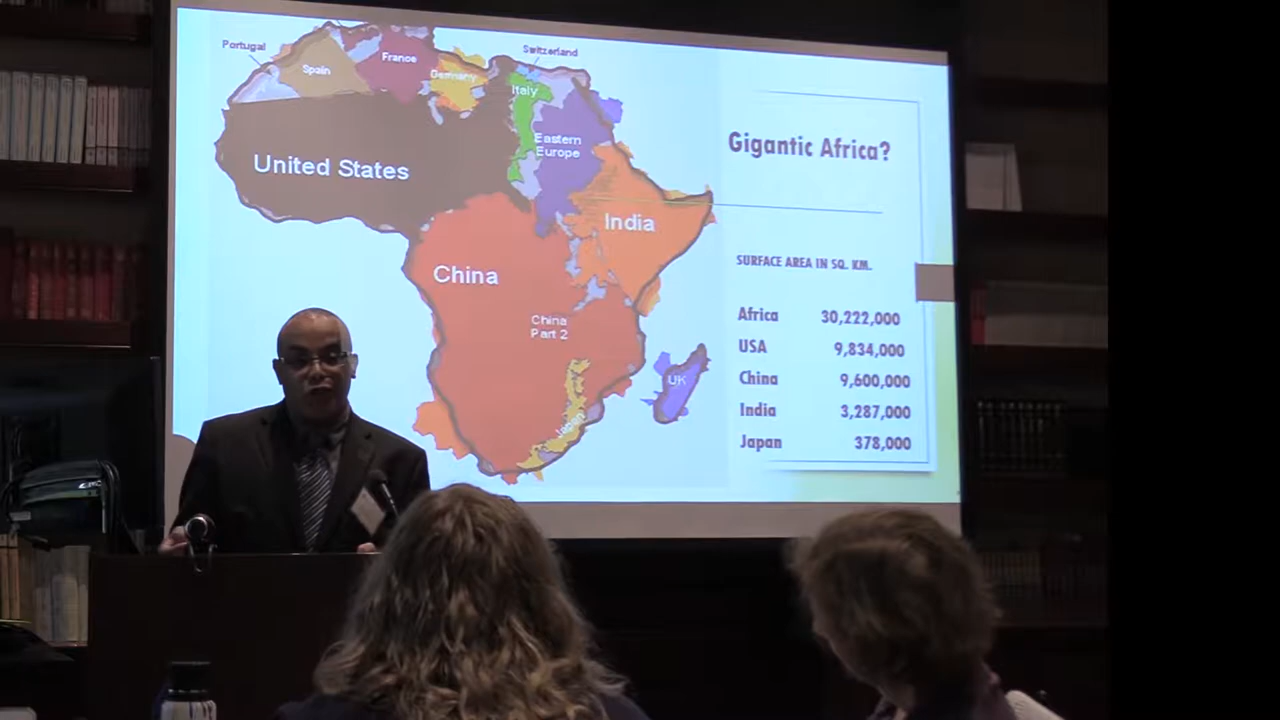 Portugal
Spain
France
Germany
Switzerland
Italy
Eastern
Europe
United States
India
China
China
Part 2
UK
Japan
Gigantic Africa?
SURFACE AREA IN SQ. KM.
Africa 30,222,000
USA 9,834,000
China 9,600,000
India 3,287,000
Japan 378,000